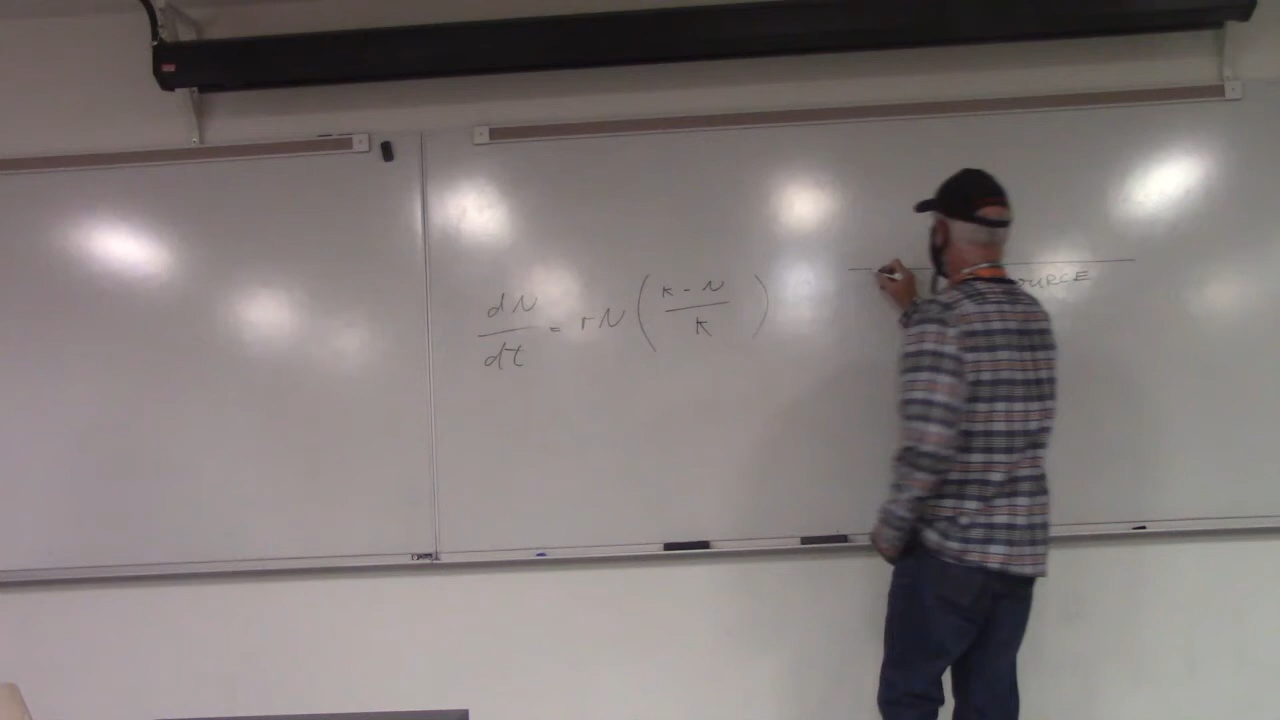 dN/dt = rN ( K - N / K )